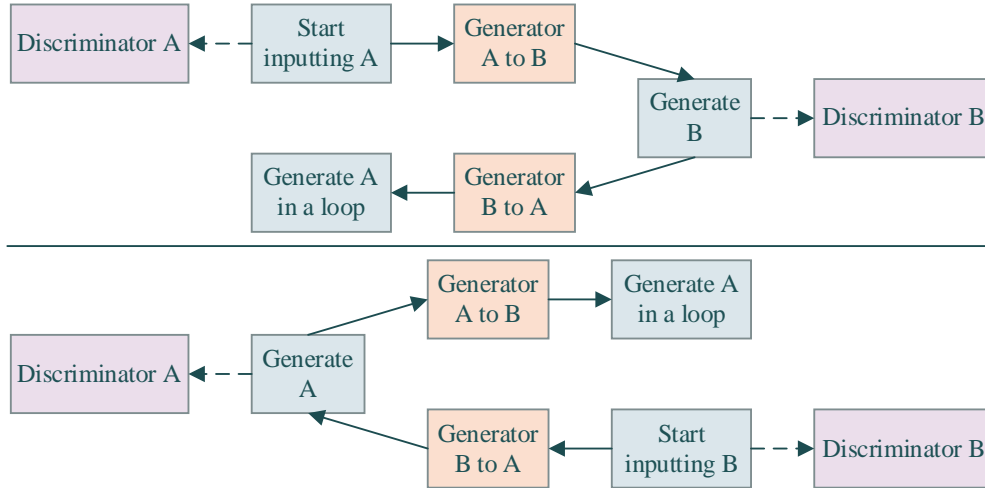 Discriminator A
Start
inputting A
Generator
A to B
Generate
B
Discriminator B
Generate A
in a loop
Generator
B to A
Generator
A to B
Generate A
in a loop
Discriminator A
Generate
A
Generator
B to A
Start
inputting B
Discriminator B